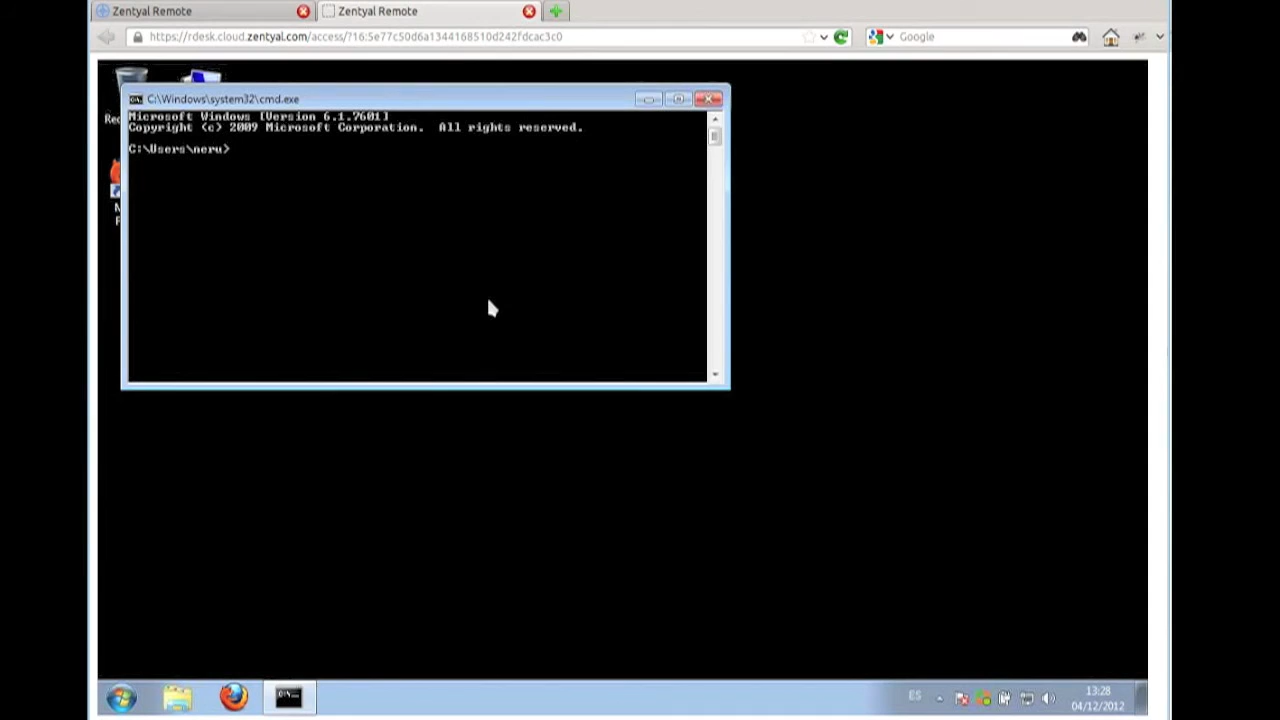 Zentyal Remote
Zentyal Remote
https://rdesk.cloud.zentyal.com/access/?16:5e77c50d6a1344168510d242fdcac3c0
Google
C:\Windows\system32\cmd.exe
Microsoft Windows [Version 6.1.7601]
Copyright (c) 2009 Microsoft Corporation. All rights reserved.
C:\Users\neru>
ES
13:28
04/12/2012